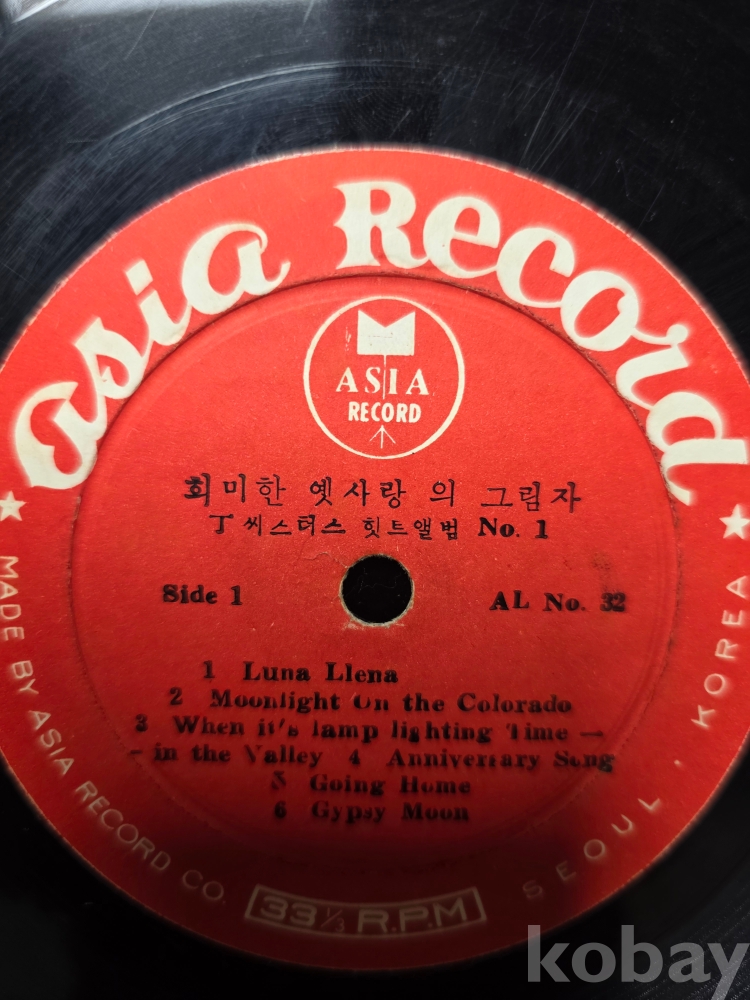 Asia Record
ASIA
RECORD
희미한 옛사랑의 그림자
J 씨스터스 힛트앨범 No. 1
Side 1
AL No. 32
1 Luna Llena
2 Moonlight On the Colorado
3 When it's lamp lighting Time —
- in the Valley 4 Anniversary Song
5 Going Home
6 Gypsy Moon
MADE BY ASIA RECORD CO.
33 1/3 R.P.M
SEOUL . KOREA
kobay